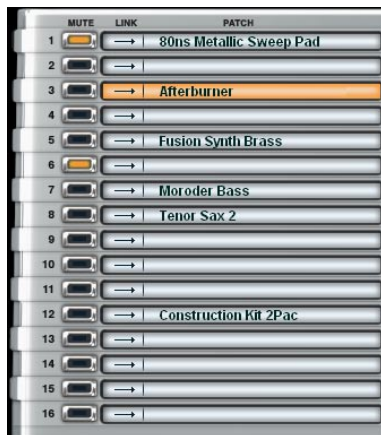 MUTE LINK PATCH
1 80ns Metallic Sweep Pad
2
3 Afterburner
4
5 Fusion Synth Brass
6
7 Moroder Bass
8 Tenor Sax 2
9
10
11
12 Construction Kit 2Pac
13
14
15
16